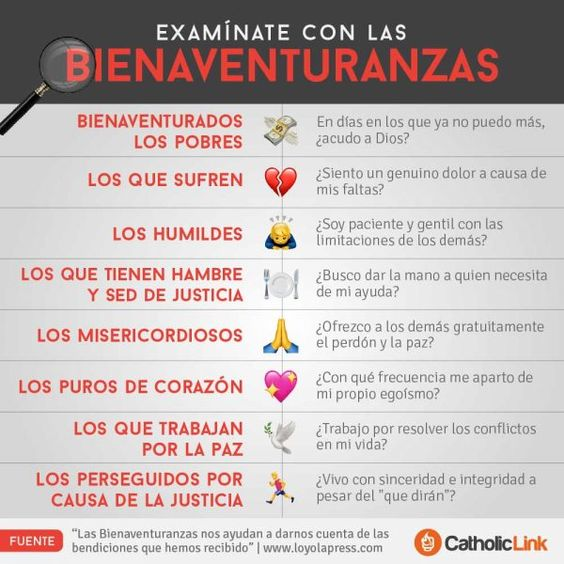 EXAMÍNATE CON LAS
BIENAVENTURANZAS
BIENAVENTURADOS
LOS POBRES
En días en los que ya no puedo más,
¿acudo a Dios?
LOS QUE SUFREN
¿Siento un genuino dolor a causa de
mis faltas?
LOS HUMILDES
¿Soy paciente y gentil con las
limitaciones de los demás?
LOS QUE TIENEN HAMBRE
Y SED DE JUSTICIA
¿Busco dar la mano a quien necesita
de mi ayuda?
LOS MISERICORDIOSOS
¿Ofrezco a los demás gratuitamente
el perdón y la paz?
LOS PUROS DE CORAZÓN
¿Con qué frecuencia me aparto de
mi propio egoísmo?
LOS QUE TRABAJAN
POR LA PAZ
¿Trabajo por resolver los conflictos
en mi vida?
LOS PERSEGUIDOS POR
CAUSA DE LA JUSTICIA
¿Vivo con sinceridad e integridad a
pesar del "que dirán"?
FUENTE
“Las Bienaventuranzas nos ayudan a darnos cuenta de las
bendiciones que hemos recibido” | www.loyolapress.com
CatholicLink